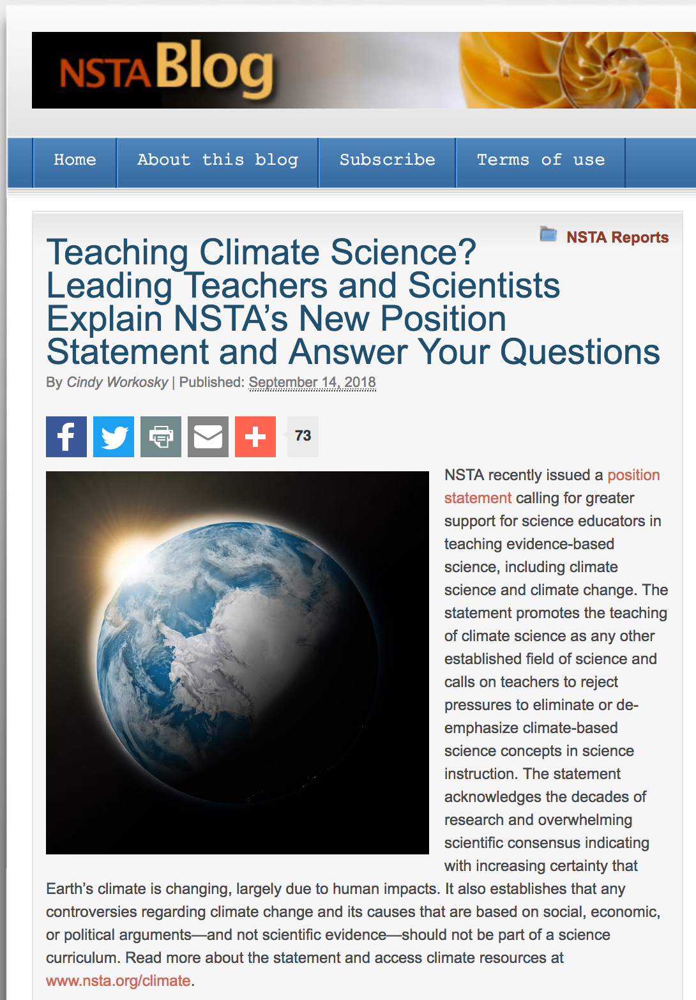 NSTA Blog
Home About this blog Subscribe Terms of use
NSTA Reports
Teaching Climate Science?
Leading Teachers and Scientists
Explain NSTA’s New Position
Statement and Answer Your Questions
By Cindy Workosky | Published: September 14, 2018
73
NSTA recently issued a position
statement calling for greater
support for science educators in
teaching evidence-based
science, including climate
science and climate change. The
statement promotes the teaching
of climate science as any other
established field of science and
calls on teachers to reject
pressures to eliminate or de-
emphasize climate-based
science concepts in science
instruction. The statement
acknowledges the decades of
research and overwhelming
scientific consensus indicating
with increasing certainty that
Earth’s climate is changing, largely due to human impacts. It also establishes that any
controversies regarding climate change and its causes that are based on social, economic,
or political arguments—and not scientific evidence—should not be part of a science
curriculum. Read more about the statement and access climate resources at
www.nsta.org/climate.